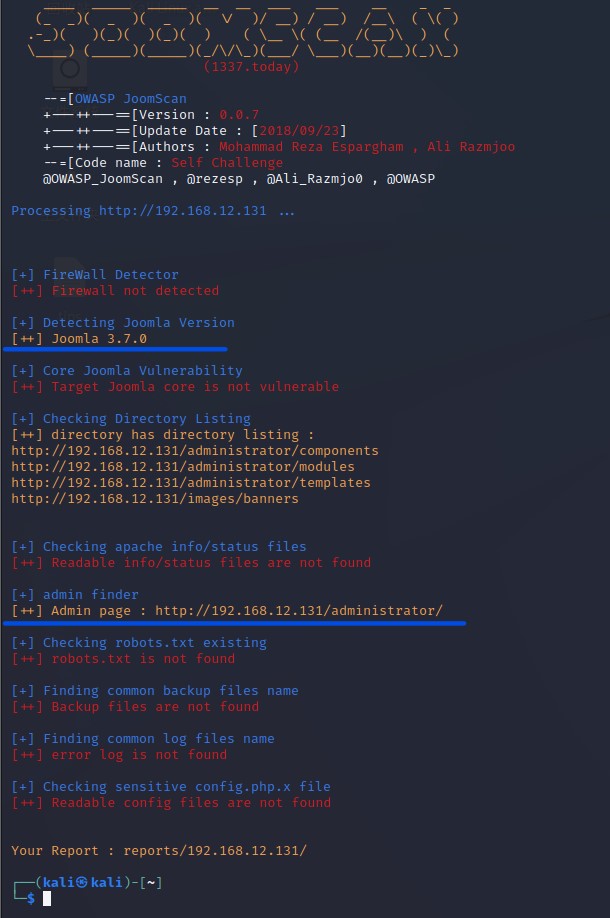 (1337.today)
--=[OWASP JoomScan
+---++---==[Version : 0.0.7
+---++---==[Update Date : [2018/09/23]
+---++---==[Authors : Mohammad Reza Espargham , Ali Razmjoo
--=[Code name : Self Challenge
@OWASP_JoomScan , @rezesp , @Ali_Razmjo0 , @OWASP
Processing http://192.168.12.131 ...
[+] FireWall Detector
[++] Firewall not detected
[+] Detecting Joomla Version
[++] Joomla 3.7.0
[+] Core Joomla Vulnerability
[++] Target Joomla core is not vulnerable
[+] Checking Directory Listing
[++] directory has directory listing :
http://192.168.12.131/administrator/components
http://192.168.12.131/administrator/modules
http://192.168.12.131/administrator/templates
http://192.168.12.131/images/banners
[+] Checking apache info/status files
[++] Readable info/status files are not found
[+] admin finder
[++] Admin page : http://192.168.12.131/administrator/
[+] Checking robots.txt existing
[++] robots.txt is not found
[+] Finding common backup files name
[++] Backup files are not found
[+] Finding common log files name
[++] error log is not found
[+] Checking sensitive config.php.x file
[++] Readable config files are not found
Your Report : reports/192.168.12.131/
┌──(kali㉿kali)-[~]
└─$